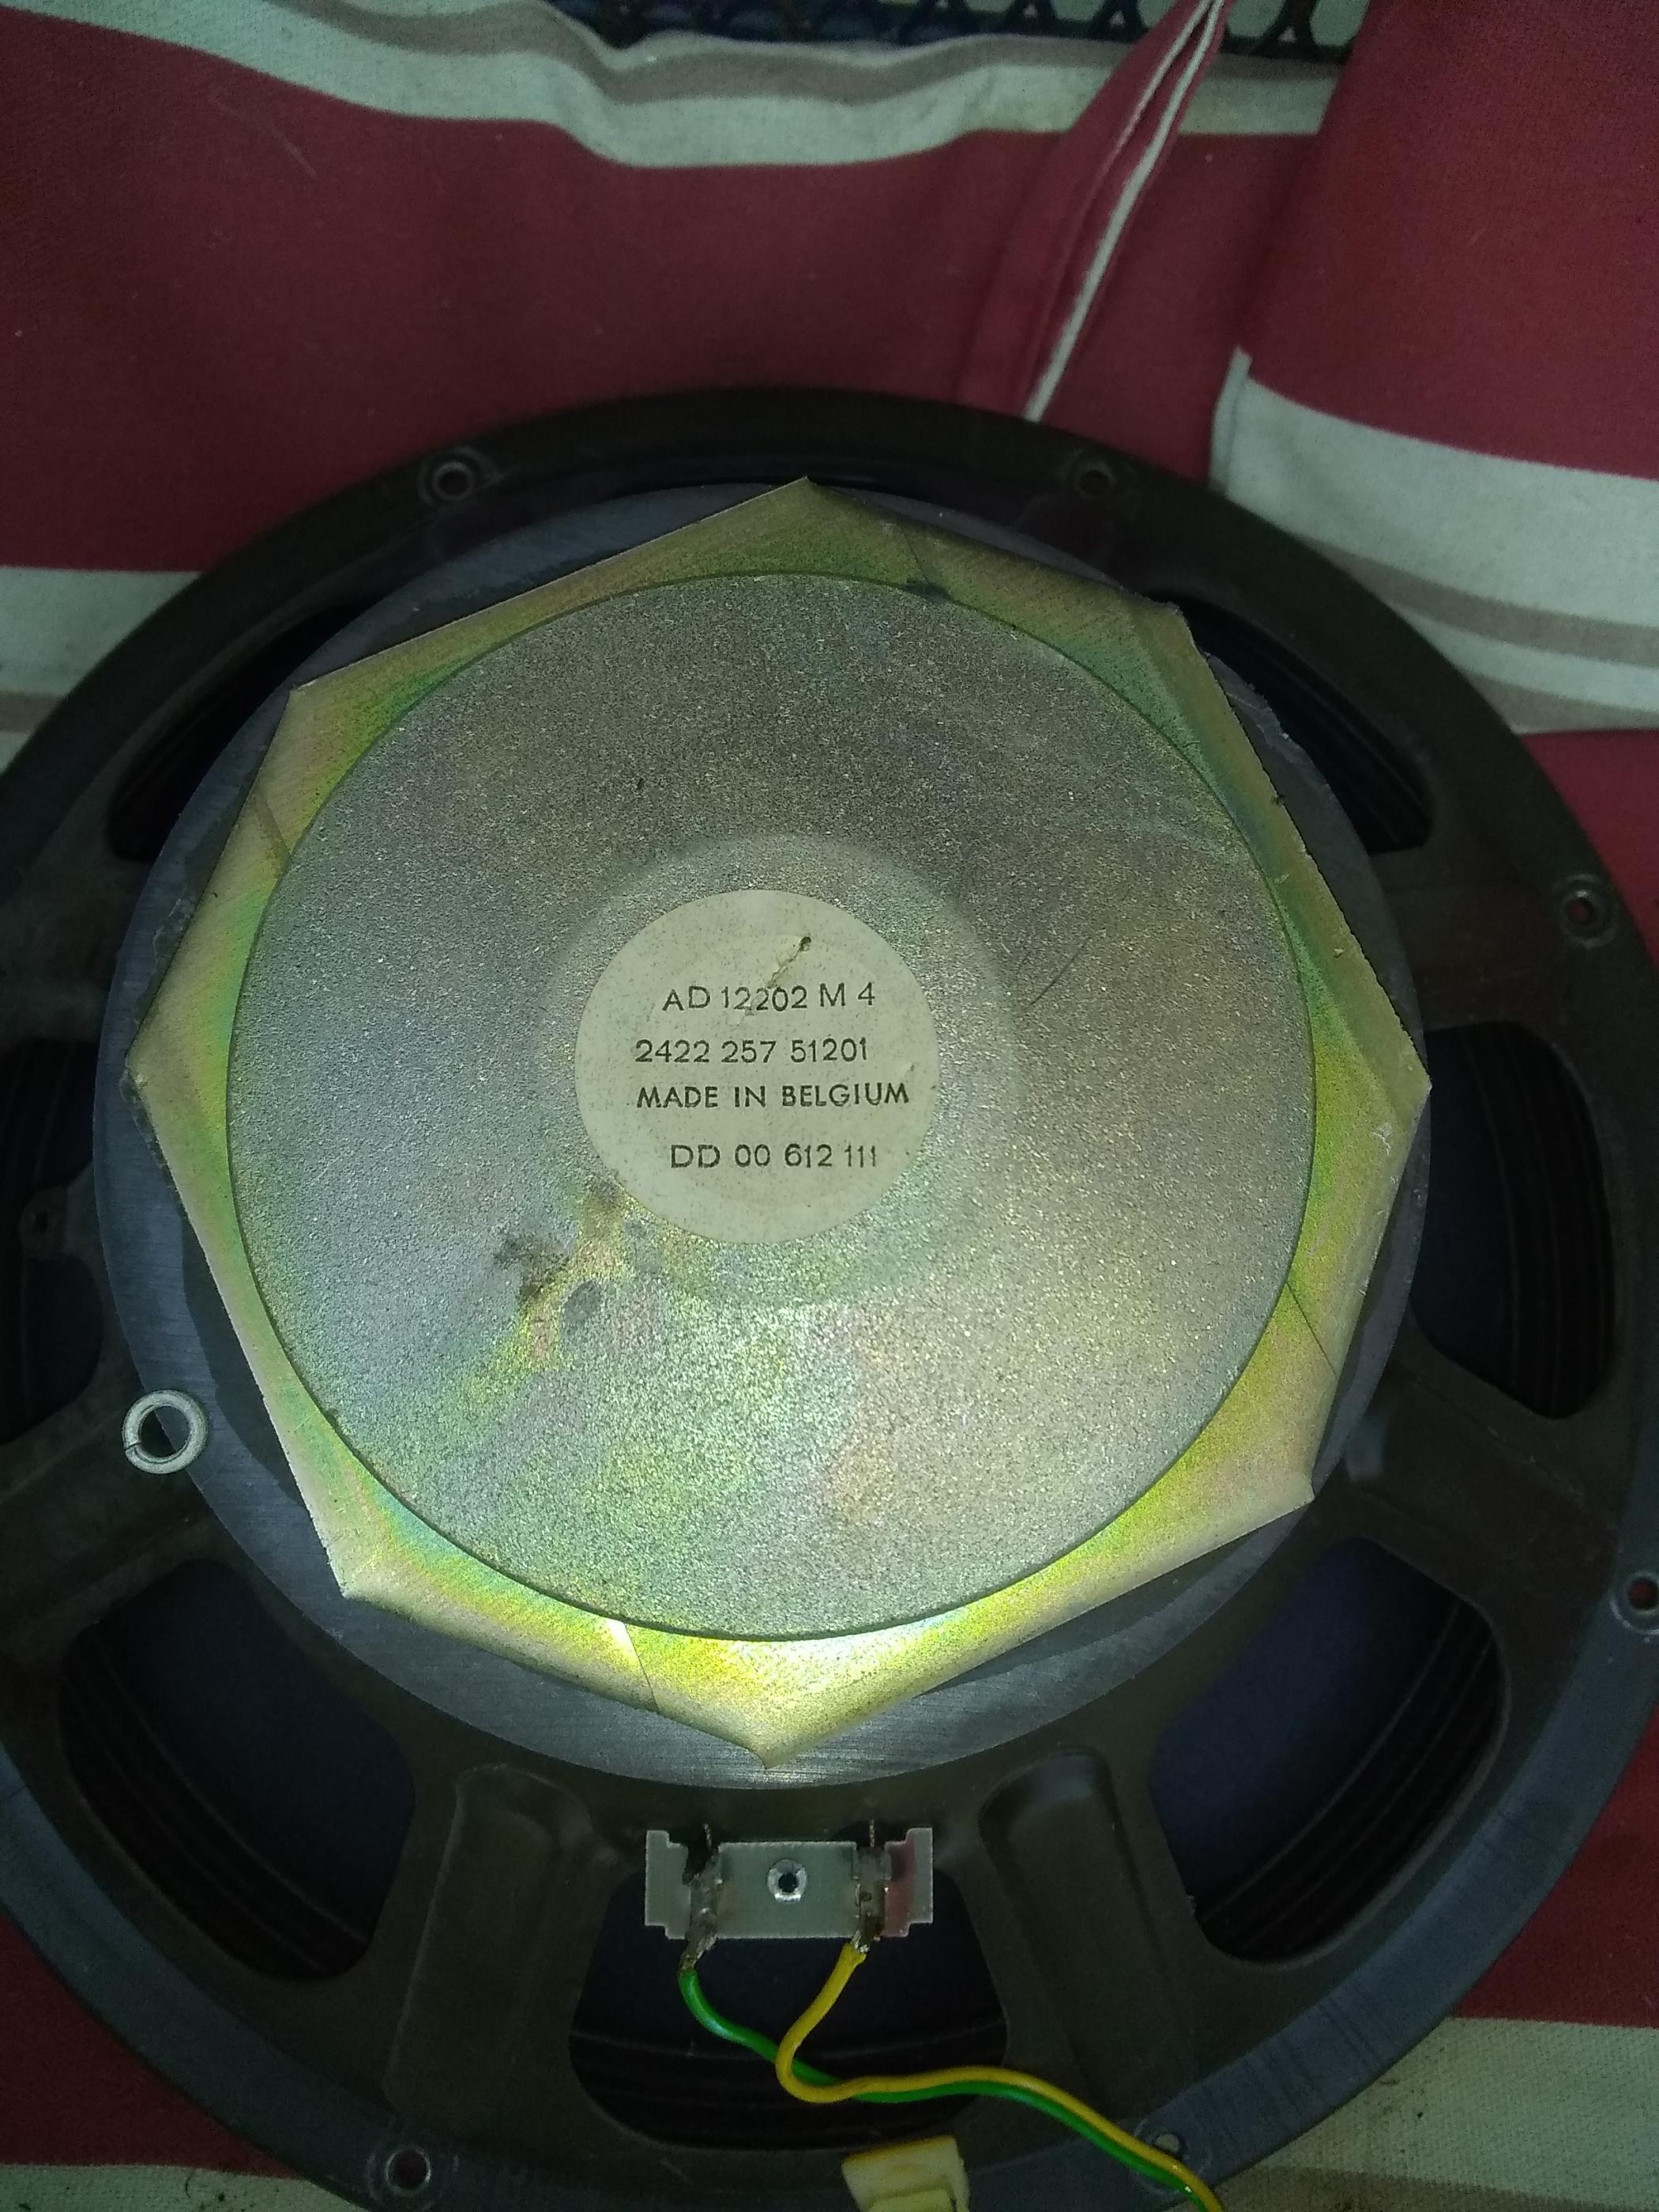 AD 12202 M 4
2422 257 51201
MADE IN BELGIUM
DD 00 612 111